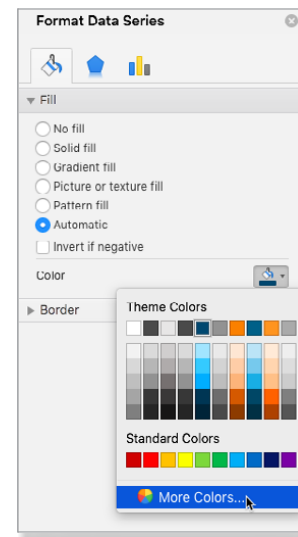 Format Data Series
Fill
No fill
Solid fill
Gradient fill
Picture or texture fill
Pattern fill
Automatic
Invert if negative
Color
Border
Theme Colors
Standard Colors
More Colors...